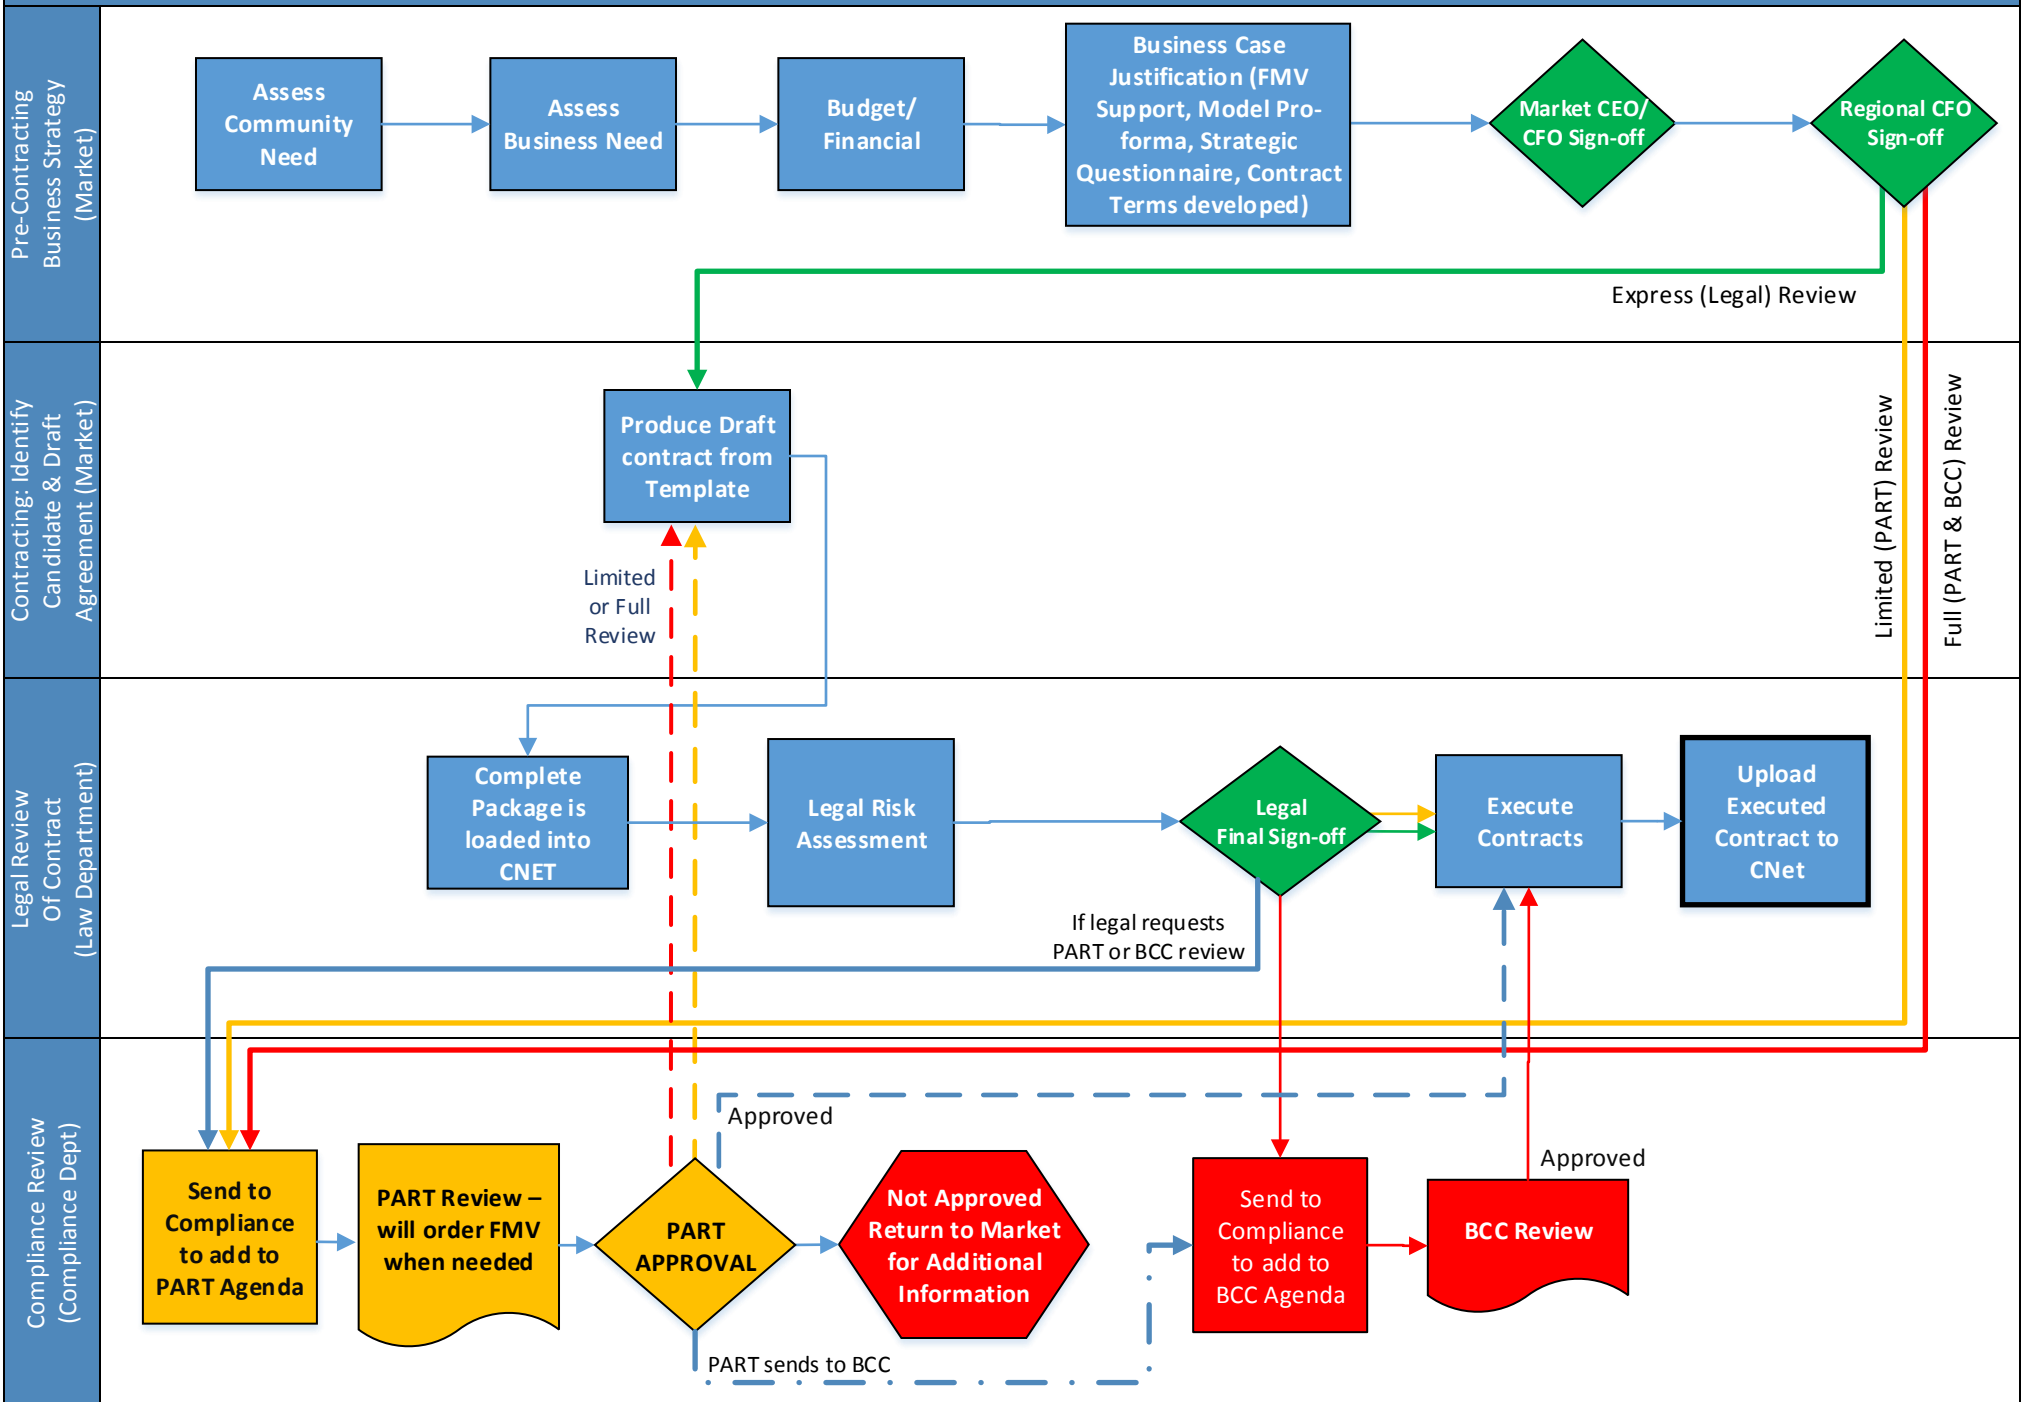 Pre-Contracting
Business Strategy
(Market)
Assess
Community
Need
Assess
Business Need
Budget/
Financial
Business Case
Justification (FMV
Support, Model Pro-
forma, Strategic
Questionnaire, Contract
Terms developed)
Market CEO/
CFO Sign-off
Regional CFO
Sign-off
Express (Legal) Review
Contracting: Identify
Candidate & Draft
Agreement (Market)
Produce Draft
contract from
Template
Limited
or Full
Review
Limited (PART) Review
Full (PART & BCC) Review
Legal Review
Of Contract
(Law Department)
Complete
Package is
loaded into
CNET
Legal Risk
Assessment
Legal
Final Sign-off
Execute
Contracts
Upload
Executed
Contract to
CNet
If legal requests
PART or BCC review
Compliance Review
(Compliance Dept)
Send to
Compliance
to add to
PART Agenda
PART Review –
will order FMV
when needed
PART
APPROVAL
Approved
Not Approved
Return to Market
for Additional
Information
Send to
Compliance
to add to
BCC Agenda
BCC Review
Approved
PART sends to BCC